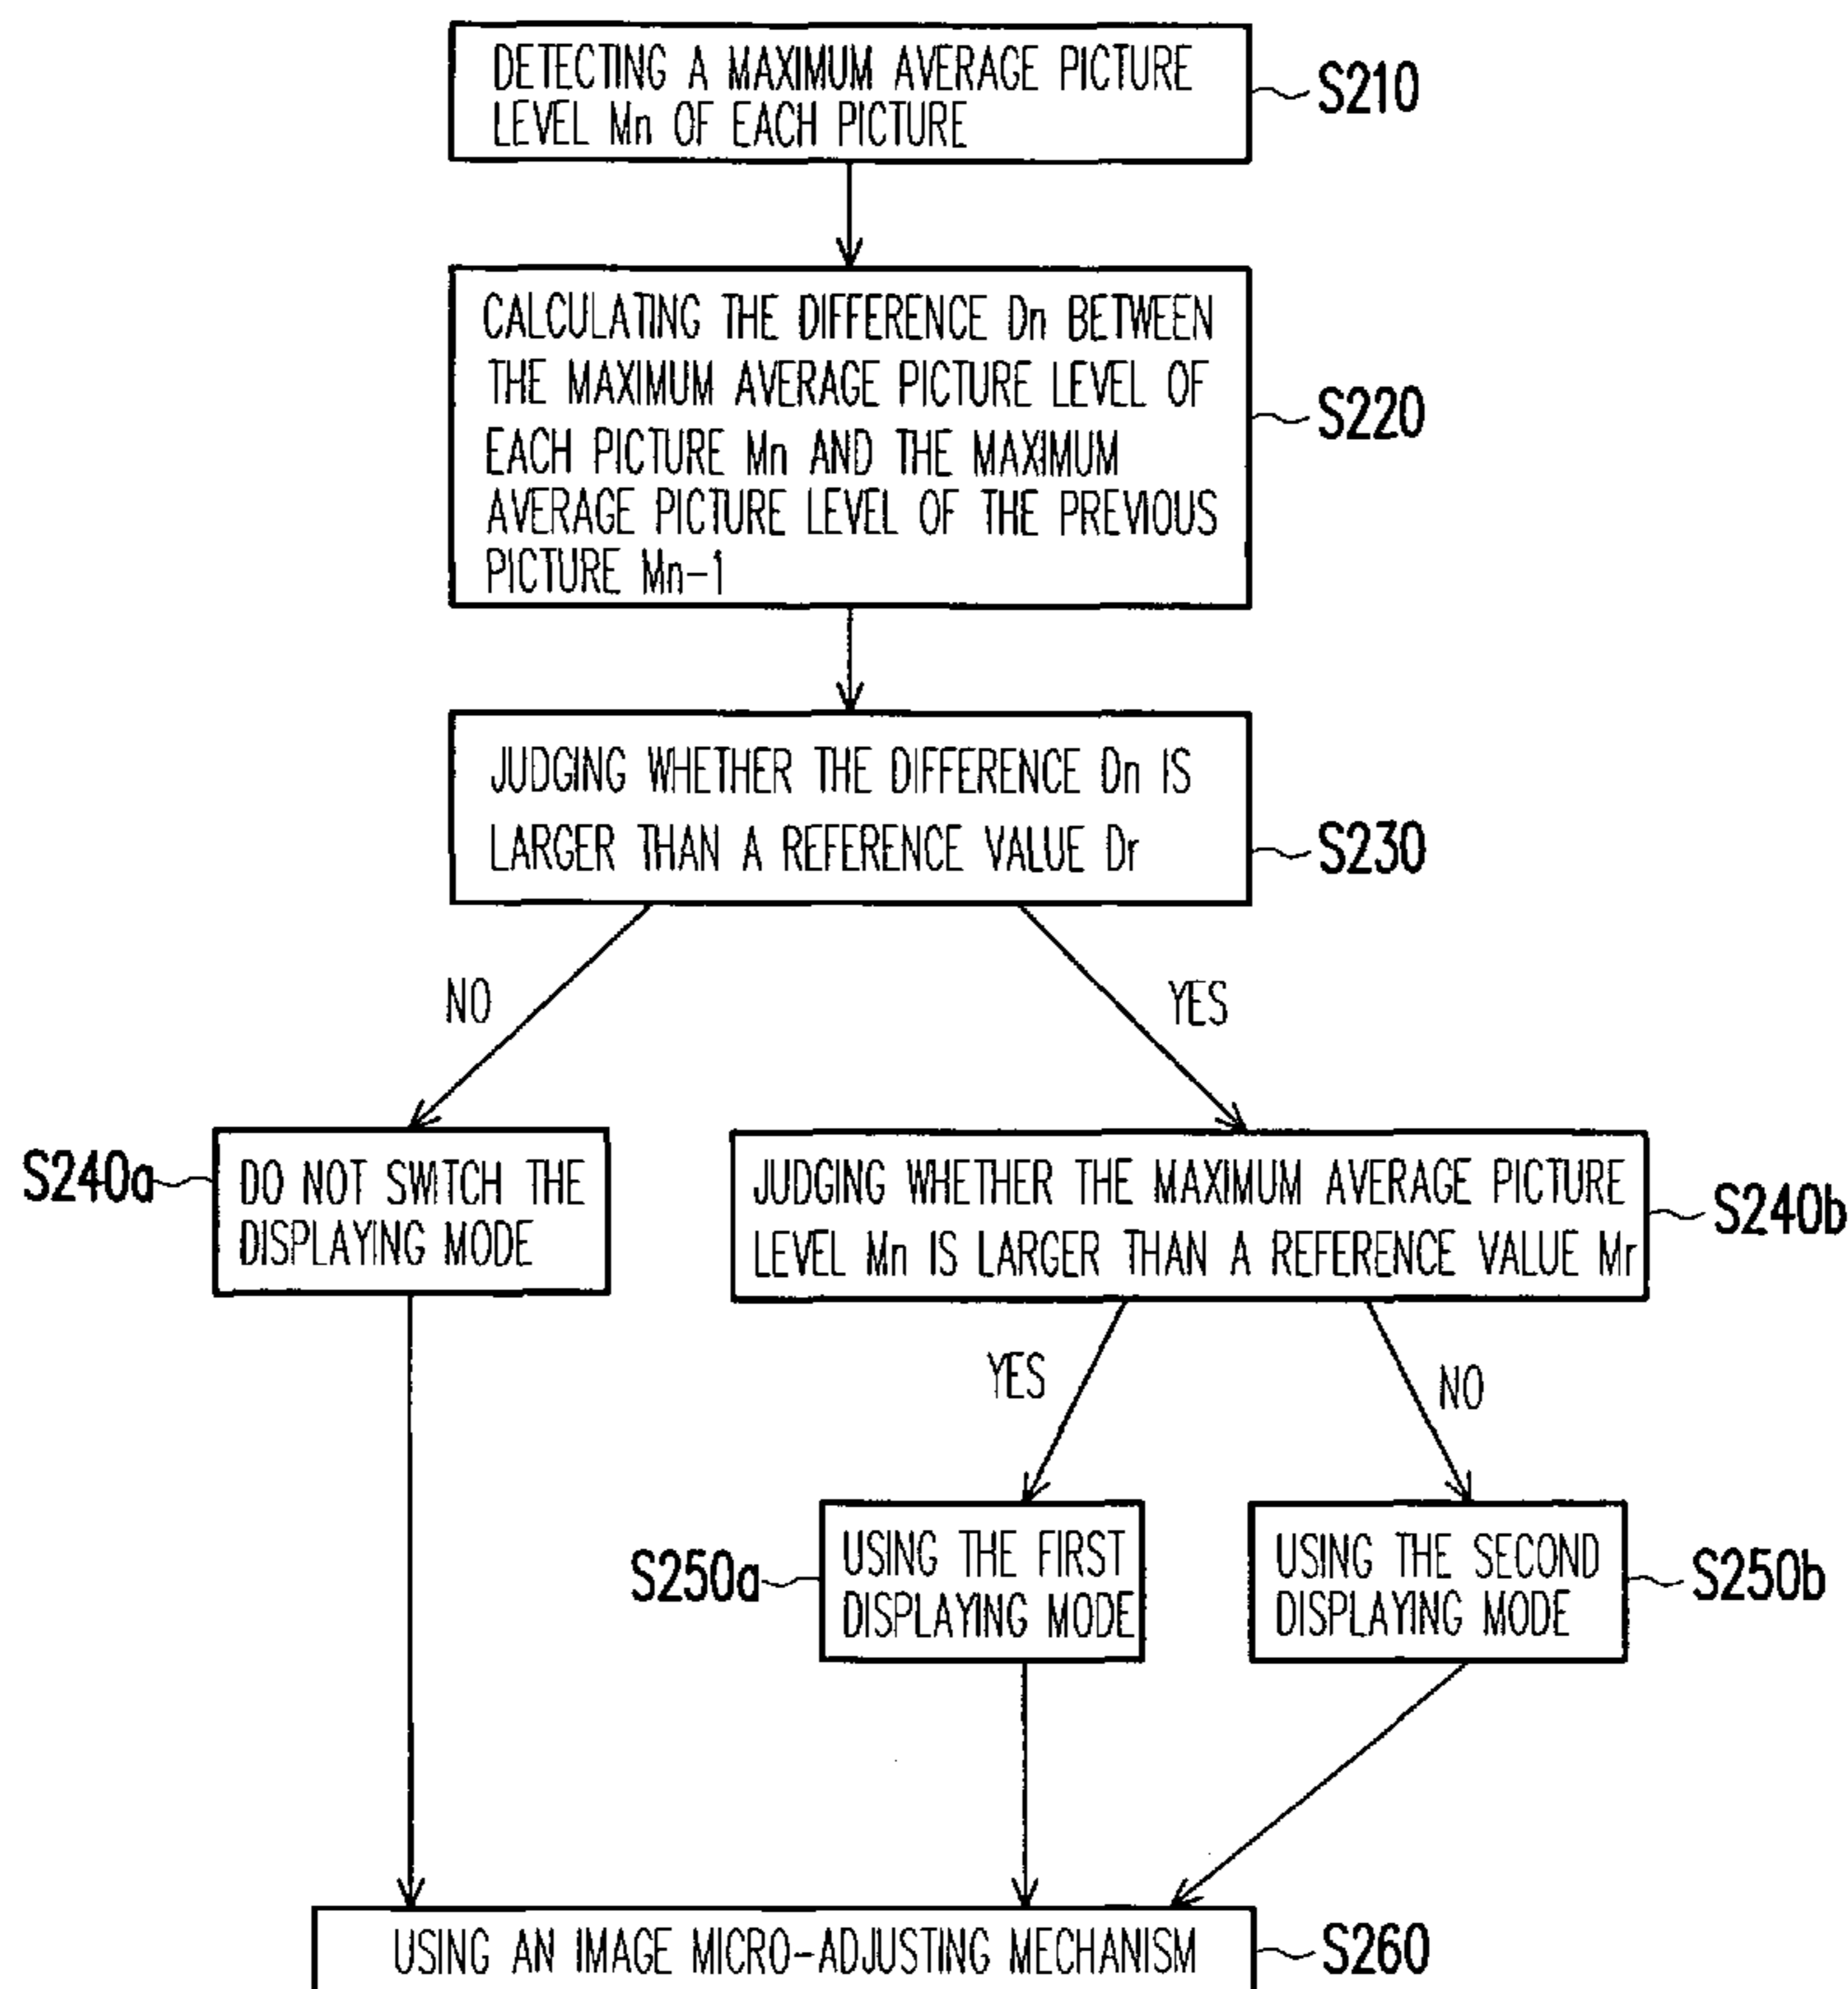 DETECTING A MAXIMUM AVERAGE PICTURE
LEVEL Mn OF EACH PICTURE
S210
CALCULATING THE DIFFERENCE Dn BETWEEN
THE MAXIMUM AVERAGE PICTURE LEVEL OF
EACH PICTURE Mn AND THE MAXIMUM
AVERAGE PICTURE LEVEL OF THE PREVIOUS
PICTURE Mn-1
S220
JUDGING WHETHER THE DIFFERENCE Dn IS
LARGER THAN A REFERENCE VALUE Dr
S230
NO
YES
S240a
DO NOT SWITCH THE
DISPLAYING MODE
JUDGING WHETHER THE MAXIMUM AVERAGE PICTURE
LEVEL Mn IS LARGER THAN A REFERENCE VALUE Mr
S240b
YES
NO
S250a
USING THE FIRST
DISPLAYING MODE
USING THE SECOND
DISPLAYING MODE
S250b
USING AN IMAGE MICRO-ADJUSTING MECHANISM
S260